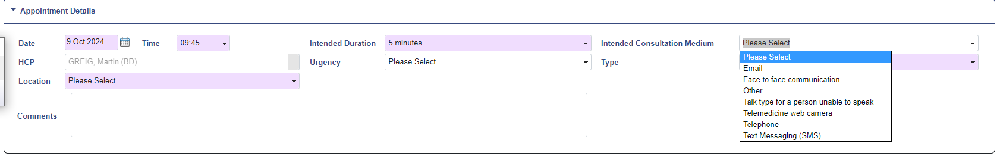 Appointment Details
Date 9 Oct 2024 Time 09:45 Intended Duration 5 minutes Intended Consultation Medium Please Select
HCP GREIG, Martin (BD) Urgency Please Select Type
Location Please Select
Comments
Please Select
Email
Face to face communication
Other
Talk type for a person unable to speak
Telemedicine web camera
Telephone
Text Messaging (SMS)